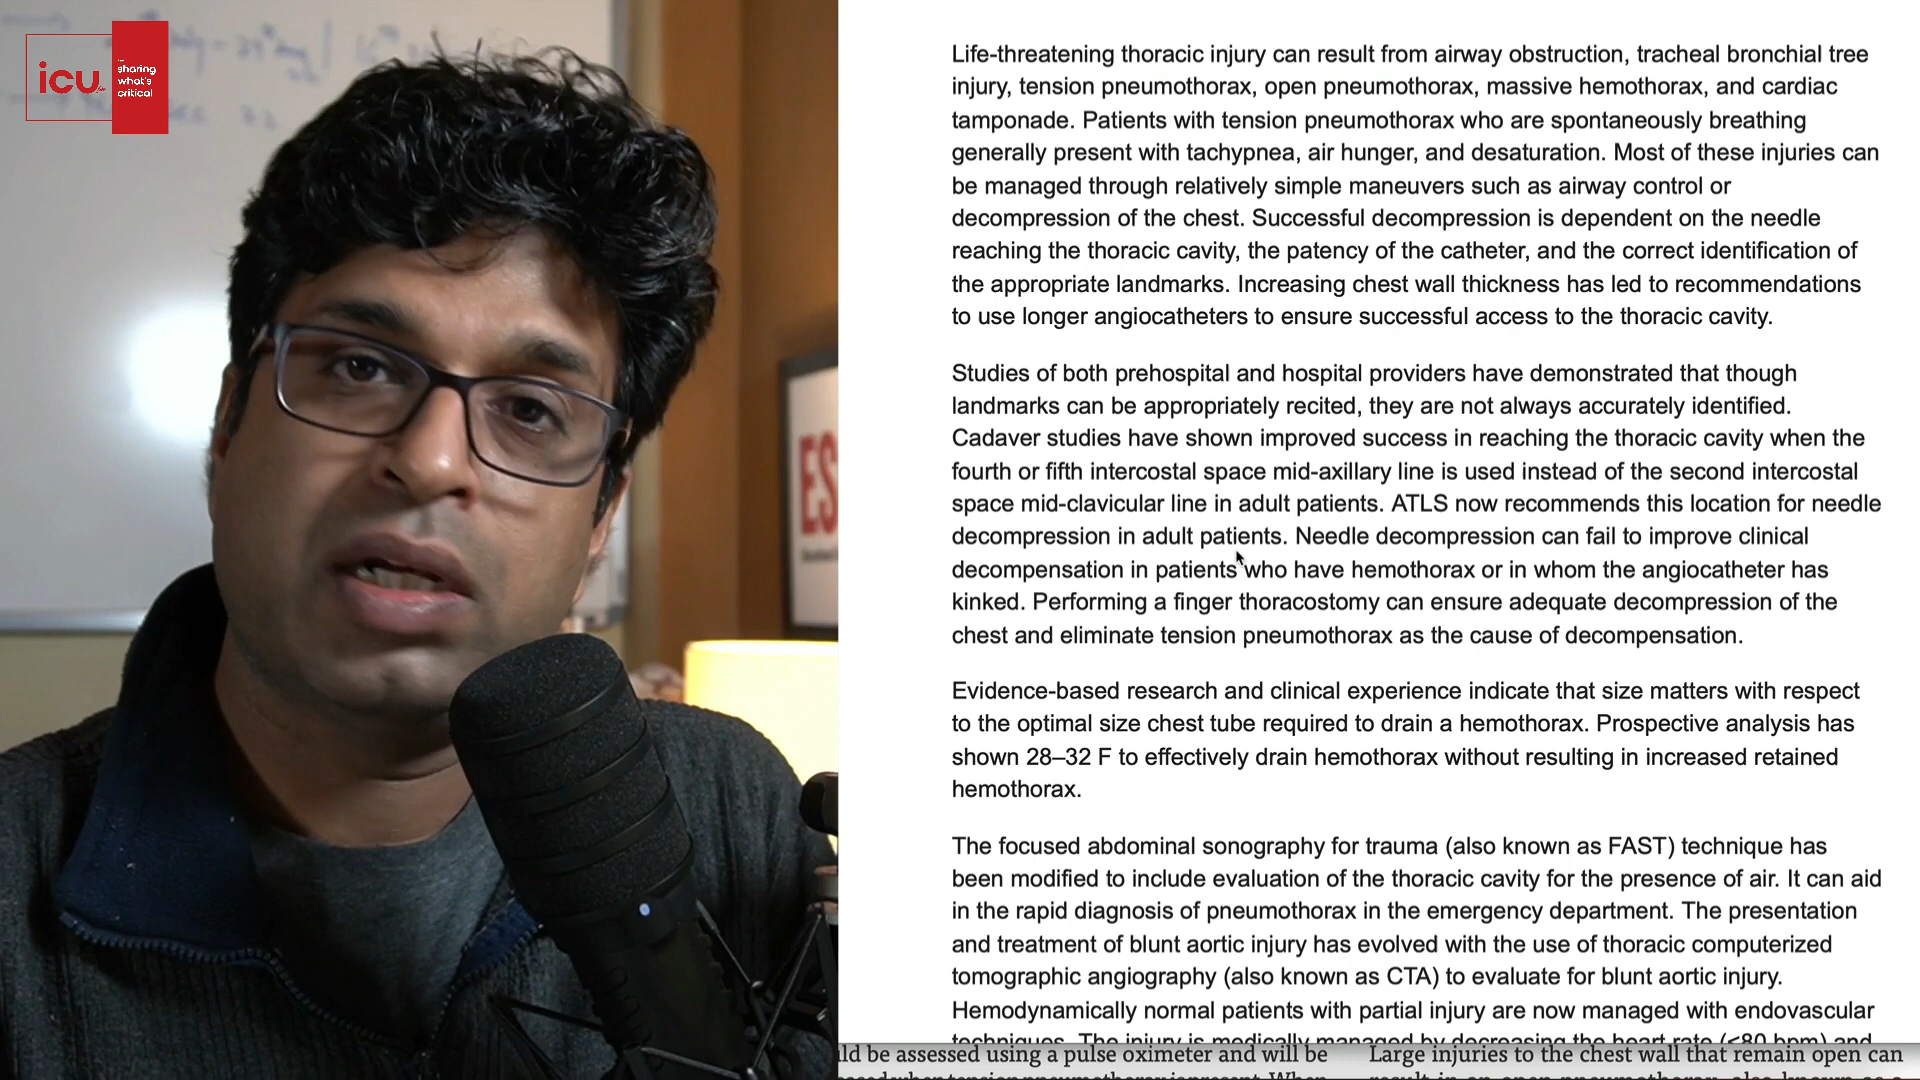 icu
sharing
what's
critical
ES
Life-threatening thoracic injury can result from airway obstruction, tracheal bronchial tree
injury, tension pneumothorax, open pneumothorax, massive hemothorax, and cardiac
tamponade. Patients with tension pneumothorax who are spontaneously breathing
generally present with tachypnea, air hunger, and desaturation. Most of these injuries can
be managed through relatively simple maneuvers such as airway control or
decompression of the chest. Successful decompression is dependent on the needle
reaching the thoracic cavity, the patency of the catheter, and the correct identification of
the appropriate landmarks. Increasing chest wall thickness has led to recommendations
to use longer angiocatheters to ensure successful access to the thoracic cavity.
Studies of both prehospital and hospital providers have demonstrated that though
landmarks can be appropriately recited, they are not always accurately identified.
Cadaver studies have shown improved success in reaching the thoracic cavity when the
fourth or fifth intercostal space mid-axillary line is used instead of the second intercostal
space mid-clavicular line in adult patients. ATLS now recommends this location for needle
decompression in adult patients. Needle decompression can fail to improve clinical
decompensation in patients who have hemothorax or in whom the angiocatheter has
kinked. Performing a finger thoracostomy can ensure adequate decompression of the
chest and eliminate tension pneumothorax as the cause of decompensation.
Evidence-based research and clinical experience indicate that size matters with respect
to the optimal size chest tube required to drain a hemothorax. Prospective analysis has
shown 28–32 F to effectively drain hemothorax without resulting in increased retained
hemothorax.
The focused abdominal sonography for trauma (also known as FAST) technique has
been modified to include evaluation of the thoracic cavity for the presence of air. It can aid
in the rapid diagnosis of pneumothorax in the emergency department. The presentation
and treatment of blunt aortic injury has evolved with the use of thoracic computerized
tomographic angiography (also known as CTA) to evaluate for blunt aortic injury.
Hemodynamically normal patients with partial injury are now managed with endovascular
techniques. The injury is medically managed by decreasing the heart rate (<80 bpm) and
ld be assessed using a pulse oximeter and will be
Large injuries to the chest wall that remain open can